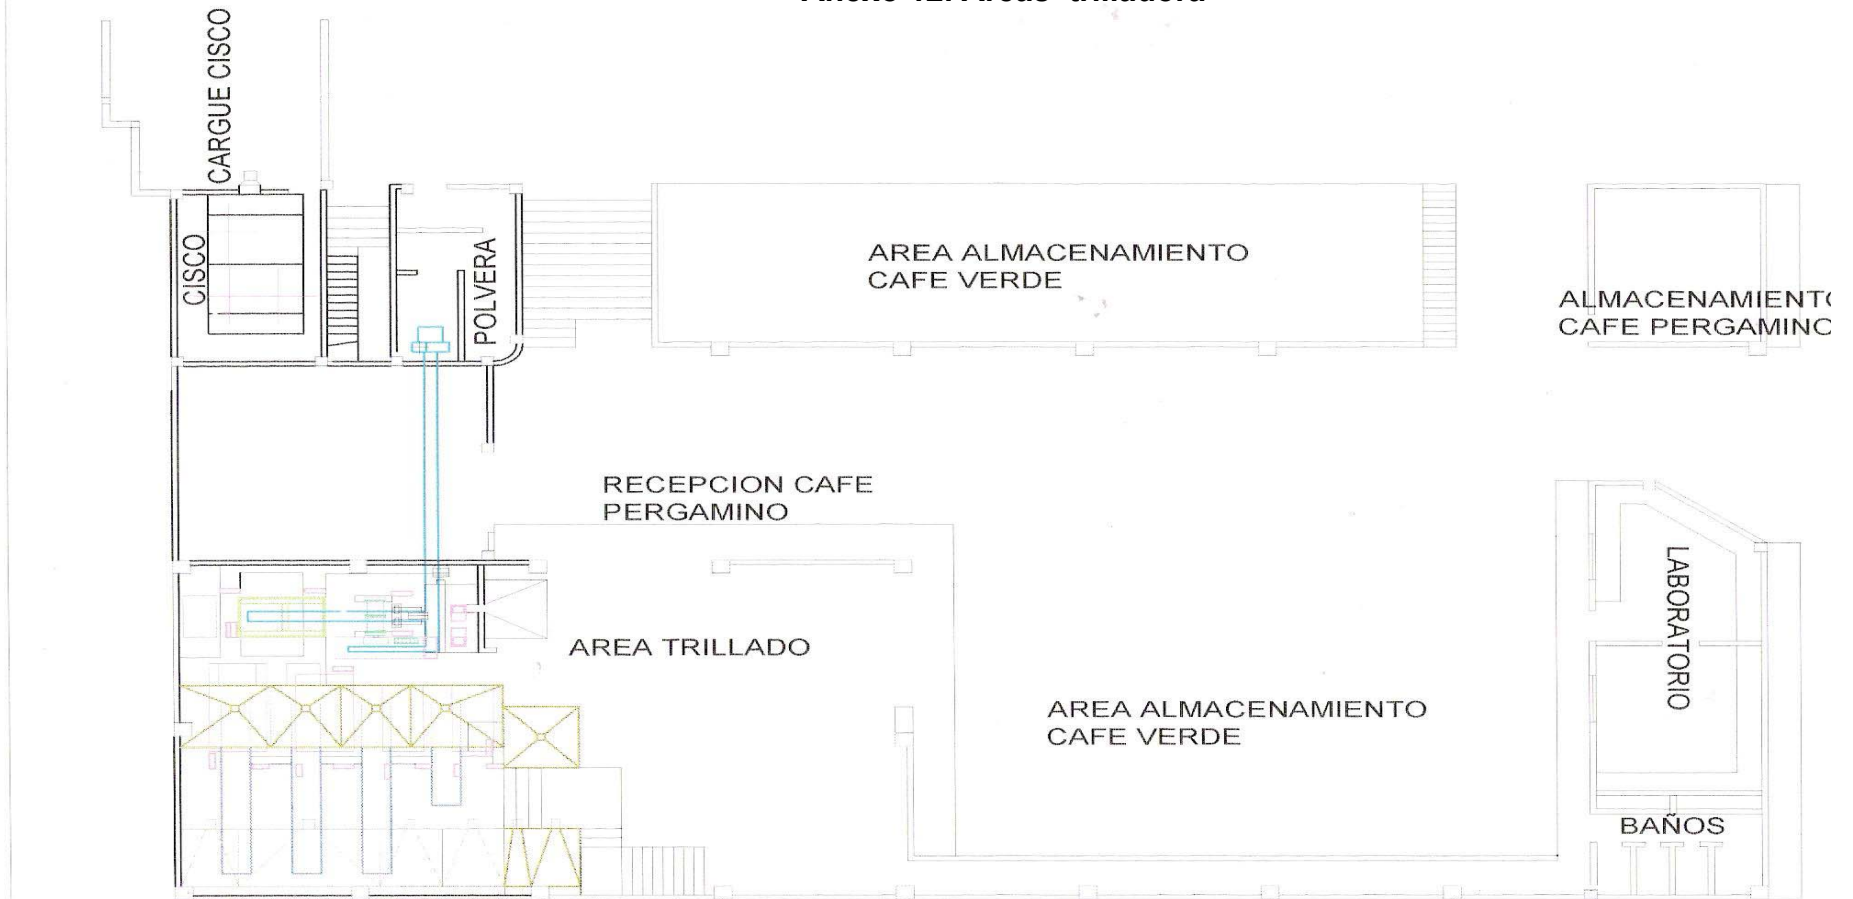 CARGUE CISCO
CISCO
POLVERA
AREA ALMACENAMIENTO
CAFE VERDE
CAFE PERGAMINO
RECEPCION CAFE
PERGAMINO
AREA TRILLADO
LABORATORIO
AREA ALMACENAMIENTO
CAFE VERDE
BAÑOS